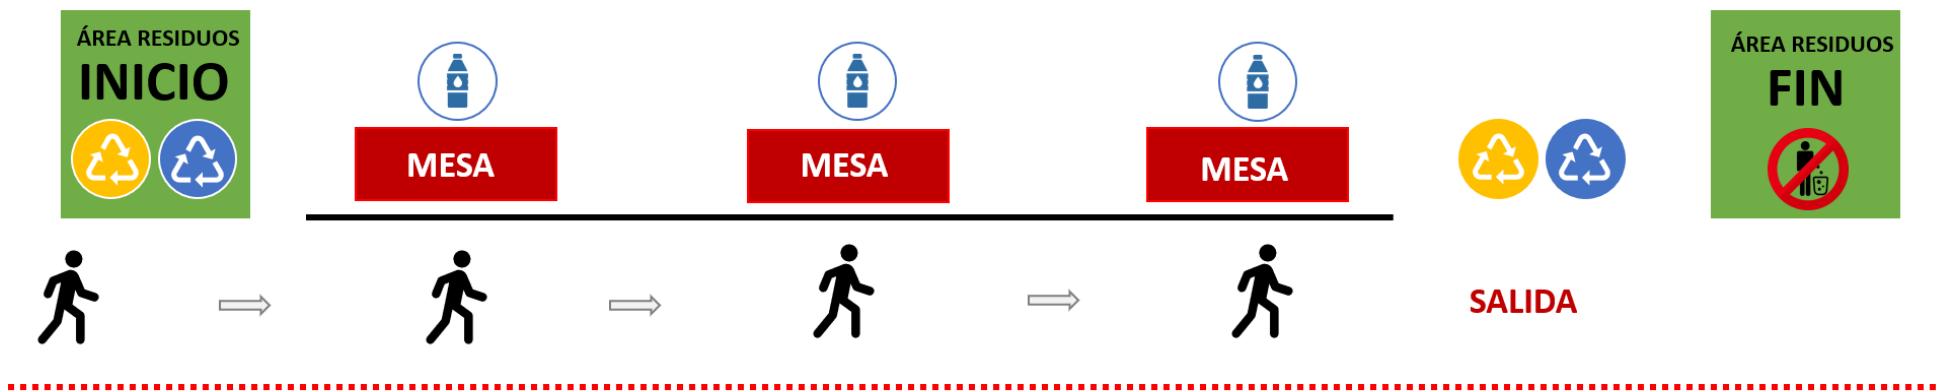 ÁREA RESIDUOS
INICIO
MESA
MESA
MESA
ÁREA RESIDUOS
FIN
SALIDA